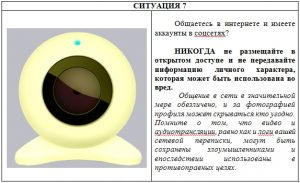 СИТУАЦИЯ 7
Общаетесь в интернете и имеете
аккаунты в соцсетях?
НИКОГДА не размещайте в
открытом доступе и не передавайте
информацию личного характера,
которая может быть использована во
вред.
Общение в сети в значительной
мере обезличено, и за фотографией
профиля может скрываться кто угодно.
Помните о том, что видео и
аудиотрансляции, равно как и логи вашей
сетевой переписки, могут быть
сохранены злоумышленниками и
впоследствии использованы в
противоправных целях.